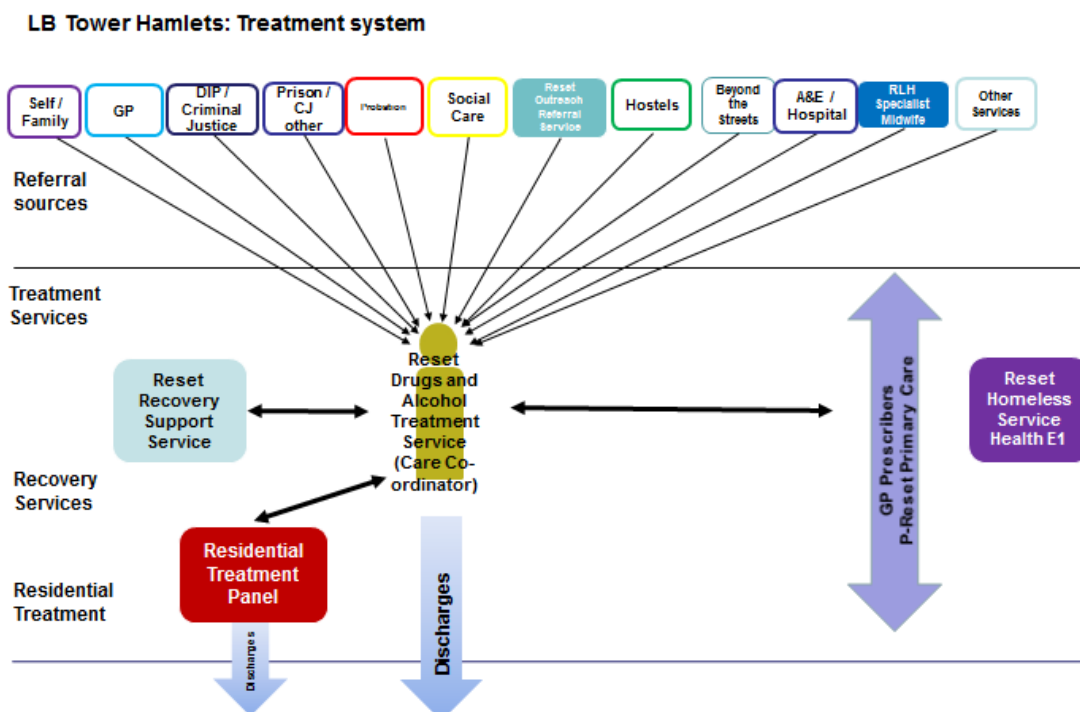 LB Tower Hamlets: Treatment system
Self /
Family
GP
DIP /
Criminal
Justice
Prison /
CJ
other
Probation
Social
Care
Reset
Outreach
Referral
Service
Hostels
Beyond
the
Streets
A&E /
Hospital
RLH
Specialist
Midwife
Other
Services
Referral
sources
Treatment
Services
Reset
Recovery
Support
Service
Reset
Drugs and
Alcohol
Treatment
Service
(Care Co-
ordinator)
GP Prescribers
P-Reset Primary Care
Reset
Homeless
Service
Health E1
Recovery
Services
Residential
Treatment
Panel
Residential
Treatment
Discharges
Discharges